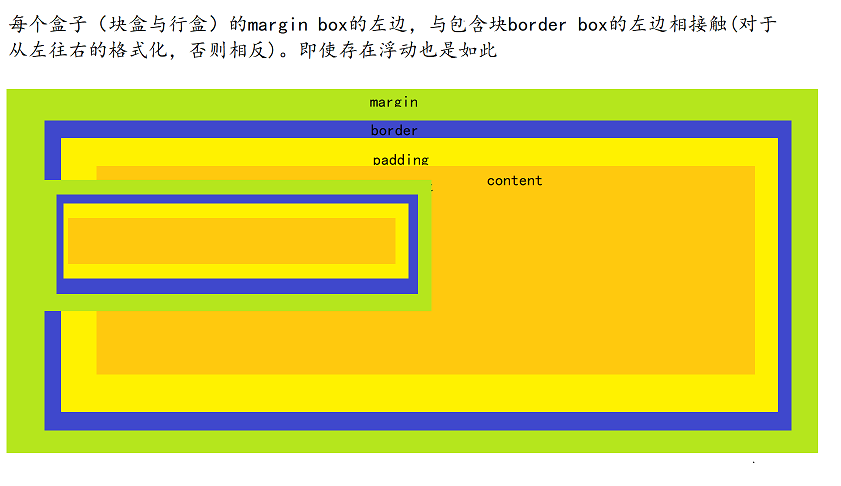 每个盒子（块盒与行盒）的margin box的左边，与包含块border box的左边相接触(对于
从左往右的格式化，否则相反)。即使存在浮动也是如此
margin
border
padding
content